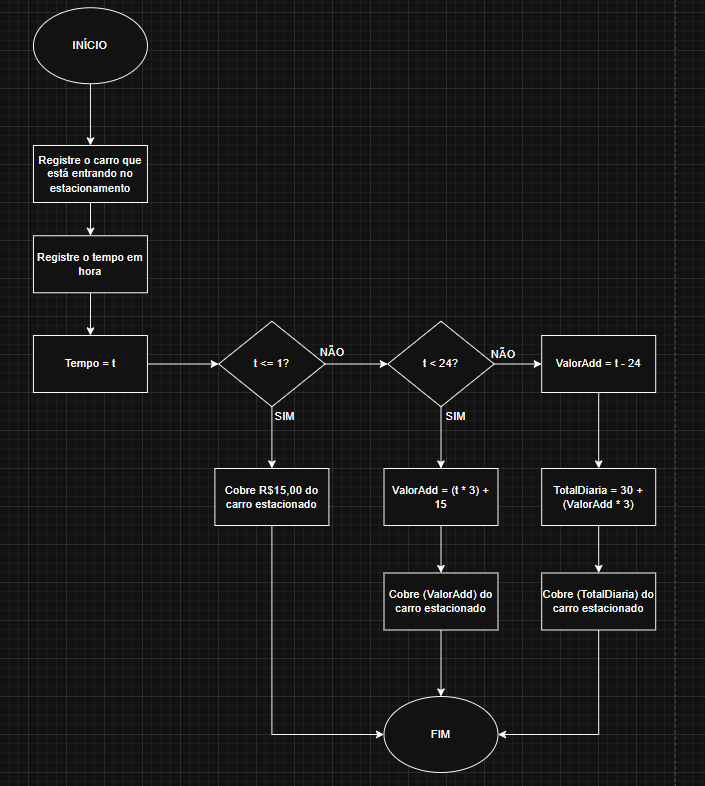 INÍCIO
Registre o carro que
está entrando no
estacionamento
Registre o tempo em
hora
Tempo = t
t <= 1?
NÃO
SIM
t < 24?
NÃO
SIM
ValorAdd = t - 24
Cobre R$15,00 do
carro estacionado
ValorAdd = (t * 3) +
15
TotalDiaria = 30 +
(ValorAdd * 3)
Cobre (ValorAdd) do
carro estacionado
Cobre (TotalDiaria) do
carro estacionado
FIM